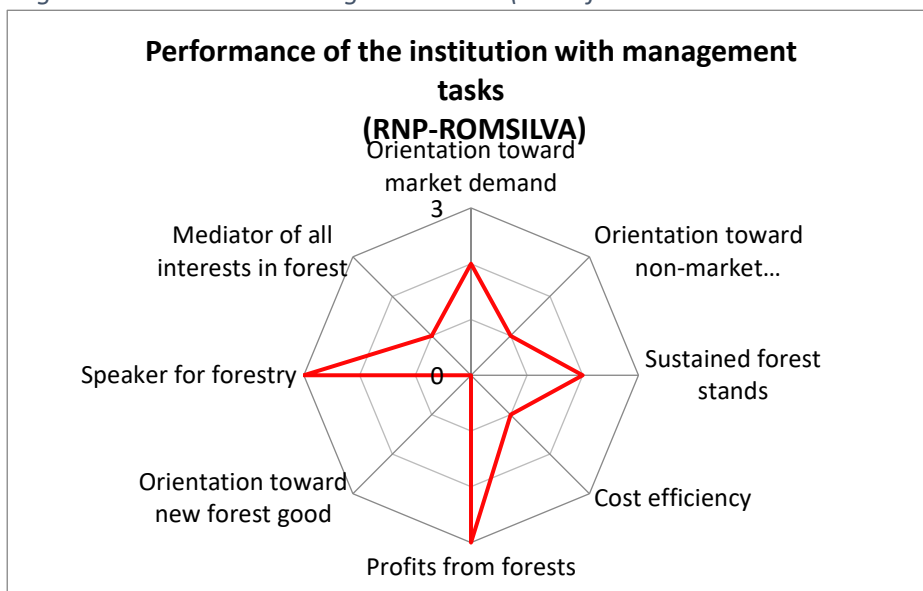 Performance of the institution with management
tasks
(RNP-ROMSILVA)
Orientation toward
market demand
3
Mediator of all
interests in forest
Orientation toward
non-market...
Speaker for forestry
0
Sustained forest
stands
Orientation toward
new forest good
Cost efficiency
Profits from forests